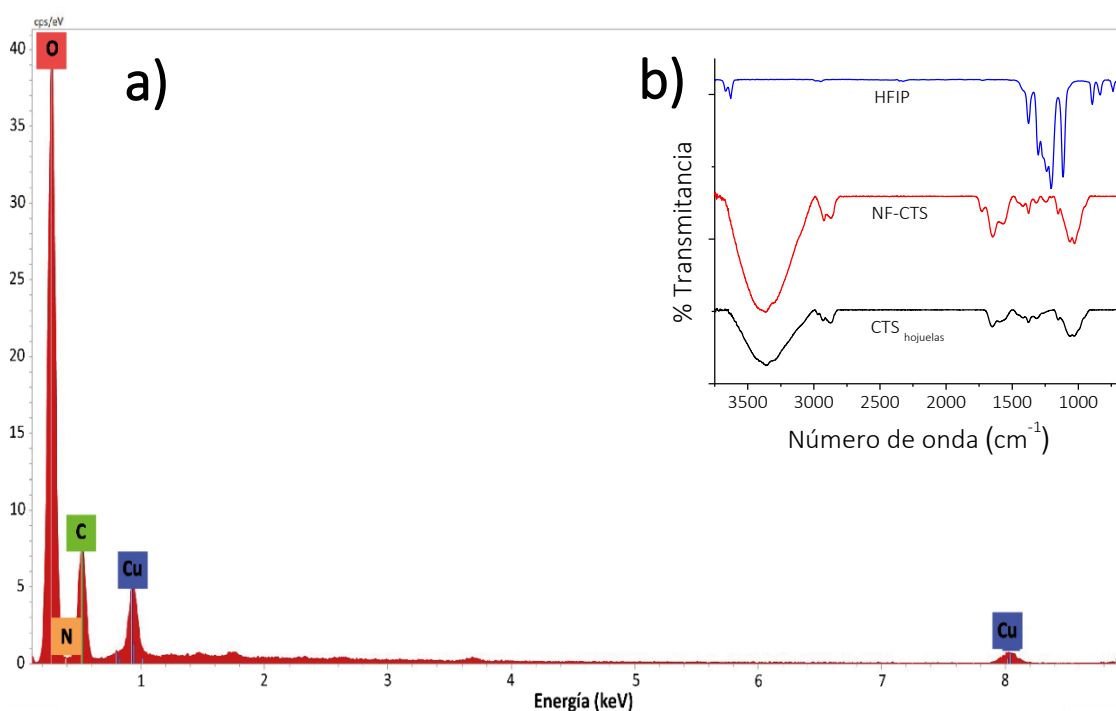 cps/eV
O
a)
C
N
Cu
Cu
40
35
30
25
20
15
10
5
0
1 2 3 4 5 6 7 8
Energía (keV)
b)
HFIP
NF-CTS
CTS hojuelas
% Transmitancia
3500 3000 2500 2000 1500 1000
Número de onda (cm-1)